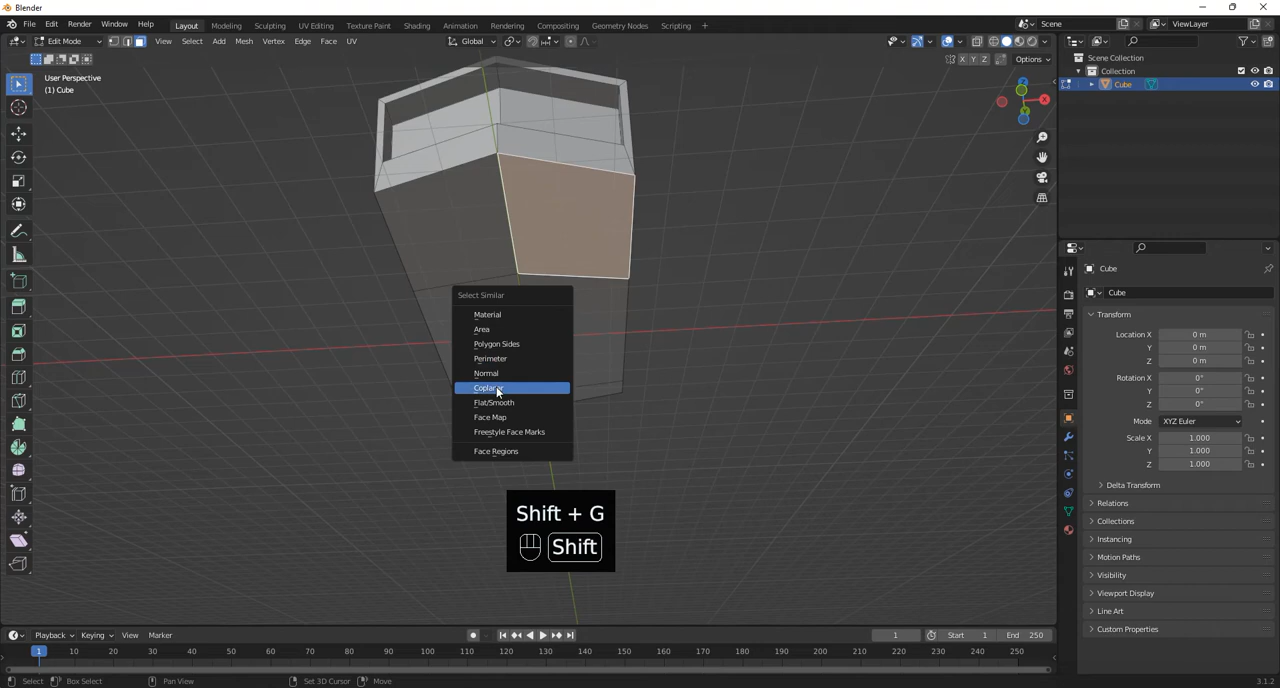 Blender
File Edit Render Window Help Layout Modeling Sculpting UV Editing Texture Paint Shading Animation Rendering Compositing Geometry Nodes Scripting + Scene ViewLayer
Edit Mode View Select Add Mesh Vertex Edge Face UV Global
X Y Z Options
User Perspective
(1) Cube
Z
X
Y
Scene Collection
Collection
Cube
Cube
Cube
Transform
Location X 0 m
Y 0 m
Z 0 m
Rotation X 0°
Y 0°
Z 0°
Mode XYZ Euler
Scale X 1.000
Y 1.000
Z 1.000
Delta Transform
Relations
Collections
Instancing
Motion Paths
Visibility
Viewport Display
Line Art
Custom Properties
Select Similar
Material
Area
Polygon Sides
Perimeter
Normal
Coplanar
Flat/Smooth
Face Map
Freestyle Face Marks
Face Regions
Shift + G
Shift
Playback Keying View Marker 1 Start 1 End 250
1 10 20 30 40 50 60 70 80 90 100 110 120 130 140 150 160 170 180 190 200 210 220 230 240 250
Select Box Select Pan View Set 3D Cursor Move 3.1.2